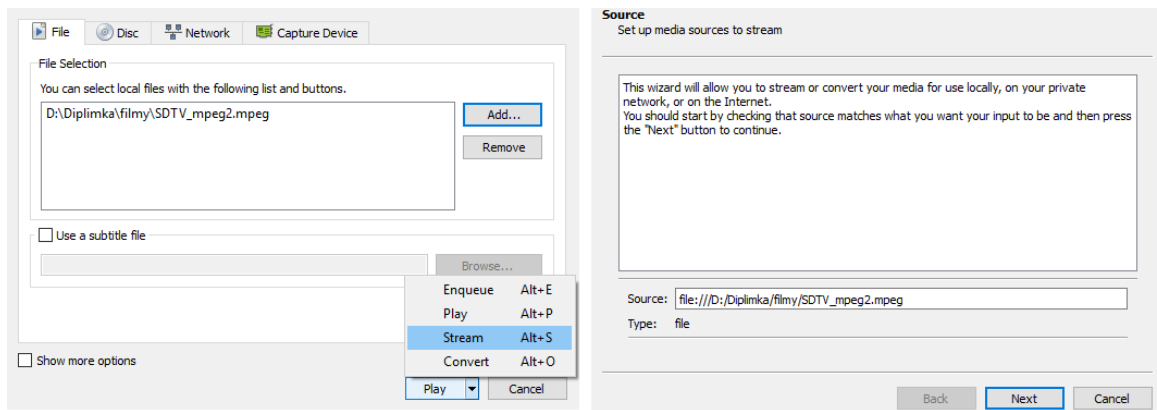 File
Disc
Network
Capture Device
File Selection
You can select local files with the following list and buttons.
D:\Diplimka\filmy\SDTV_mpeg2.mpeg
Add...
Remove
Use a subtitle file
Browse...
Enqueue Alt+E
Play Alt+P
Stream Alt+S
Convert Alt+O
Show more options
Play
Cancel
Source
Set up media sources to stream
This wizard will allow you to stream or convert your media for use locally, on your private
network, or on the Internet.
You should start by checking that source matches what you want your input to be and then press
the "Next" button to continue.
Source: file:///D:/Diplimka/filmy/SDTV_mpeg2.mpeg
Type: file
Back
Next
Cancel